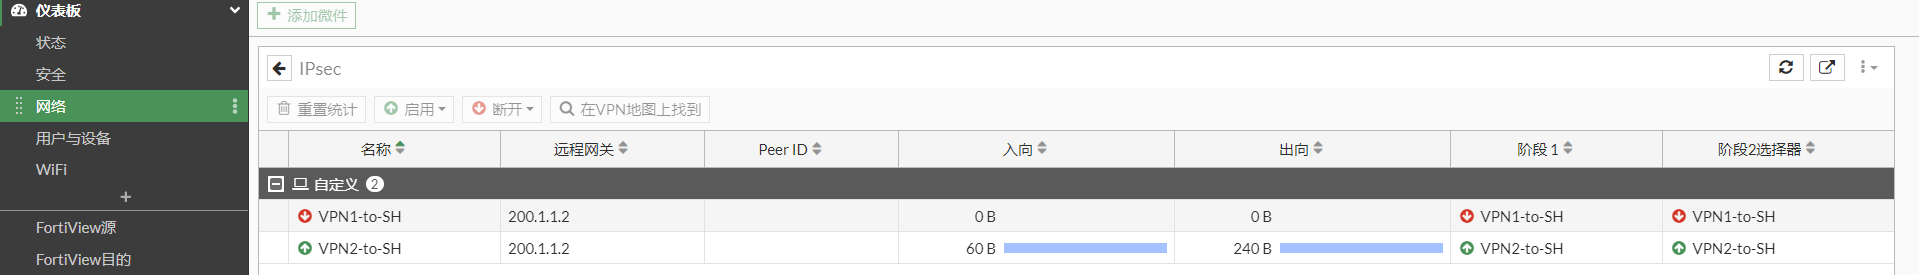 仪表板
添加微件
状态
安全
网络
用户与设备
WiFi
FortiView源
FortiView目的
IPsec
重置统计 启用 断开 在VPN地图上找到
名称 远程网关 Peer ID 入向 出向 阶段 1 阶段2选择器
自定义 2
VPN1-to-SH 200.1.1.2 0 B 0 B VPN1-to-SH VPN1-to-SH
VPN2-to-SH 200.1.1.2 60 B 240 B VPN2-to-SH VPN2-to-SH